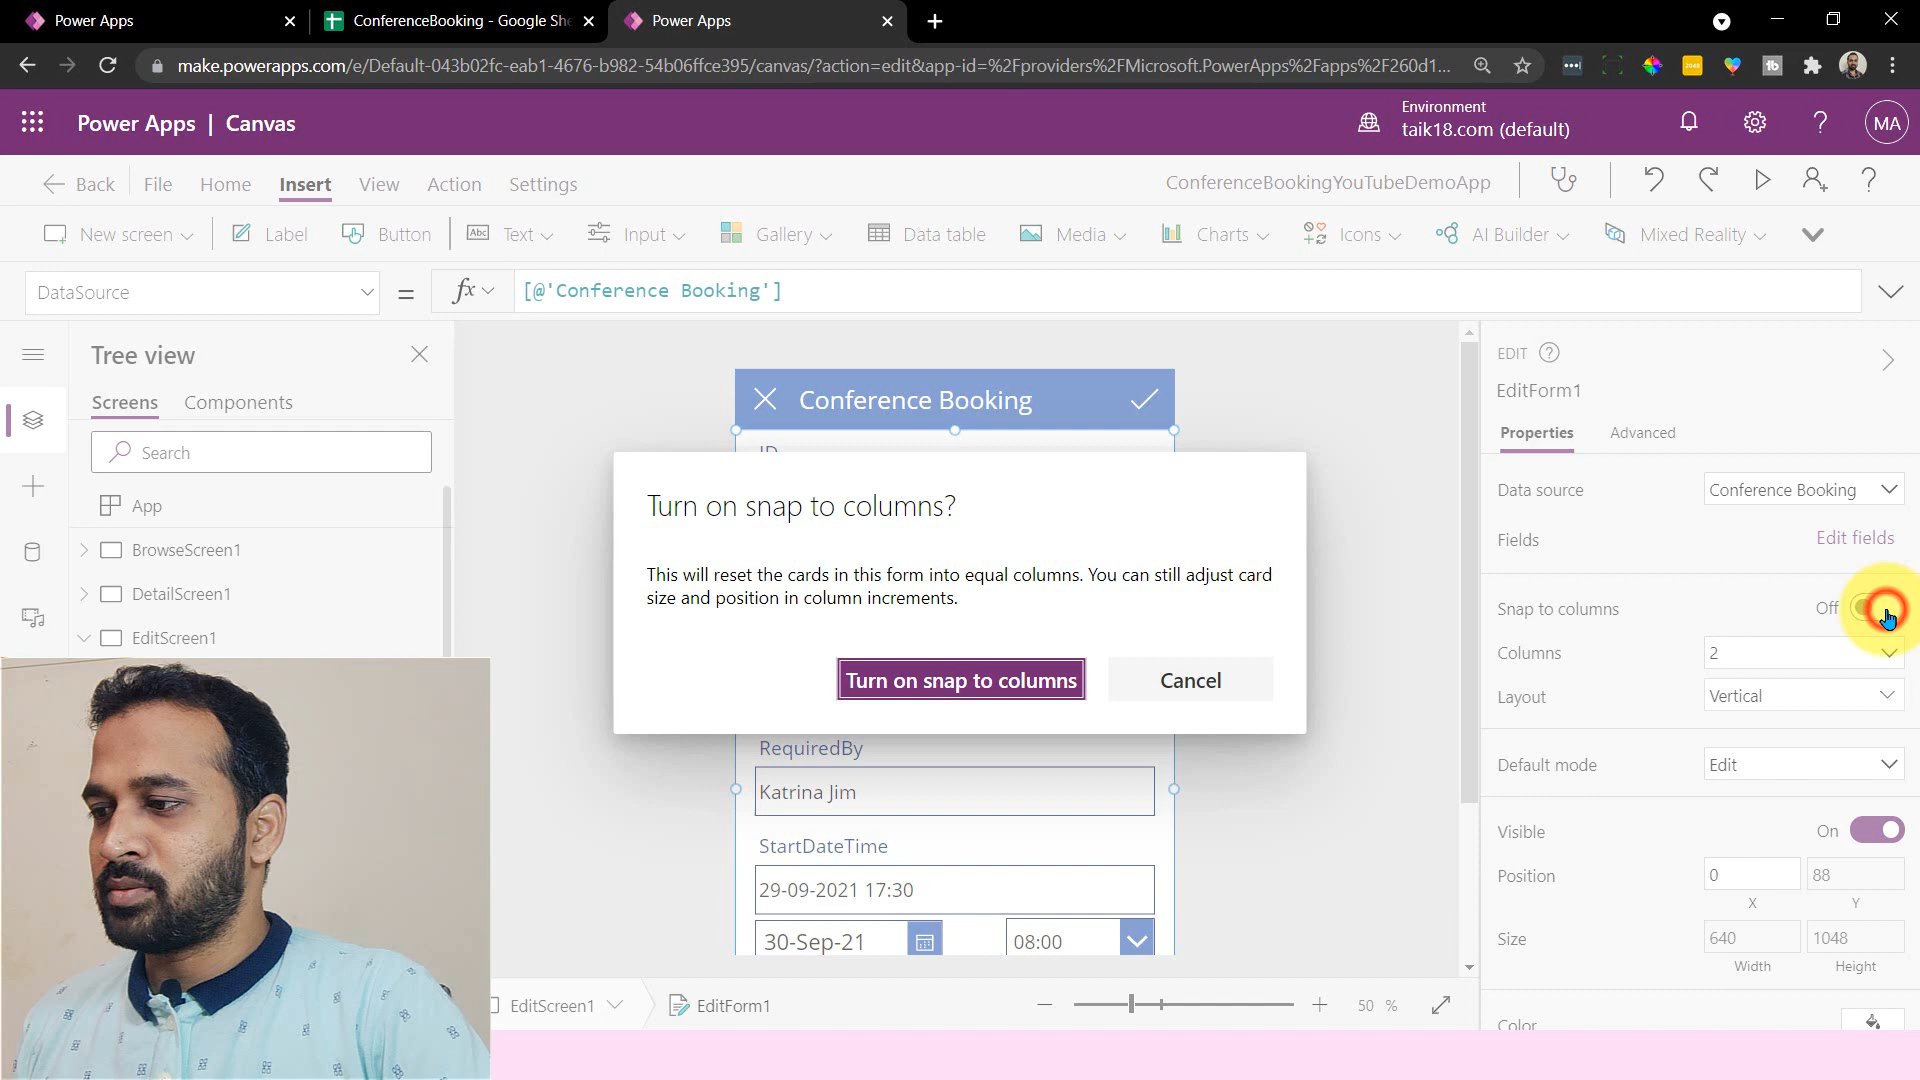 Power Apps
ConferenceBooking - Google She
Power Apps
make.powerapps.com/e/Default-043b02fc-eab1-4676-b982-54b06ffce395/canvas/?action=edit&app-id=%2Fproviders%2FMicrosoft.PowerApps%2Fapps%2F260d1...
Power Apps | Canvas
Environment
taik18.com (default)
MA
Back
File
Home
Insert
View
Action
Settings
ConferenceBookingYouTubeDemoApp
New screen
Label
Button
Abc Text
Input
Gallery
Data table
Media
Charts
Icons
AI Builder
Mixed Reality
DataSource
=
fx
[@'Conference Booking']
Tree view
Screens
Components
Search
App
BrowseScreen1
DetailScreen1
EditScreen1
Conference Booking
ID
Turn on snap to columns?
This will reset the cards in this form into equal columns. You can still adjust card
size and position in column increments.
Turn on snap to columns
Cancel
RequiredBy
Katrina Jim
StartDateTime
29-09-2021 17:30
30-Sep-21
08:00
EditScreen1
EditForm1
50 %
EDIT
EditForm1
Properties
Advanced
Data source
Conference Booking
Fields
Edit fields
Snap to columns
Off
Columns
2
Layout
Vertical
Default mode
Edit
Visible
On
Position
0
88
X
Y
Size
640
1048
Width
Height
Color